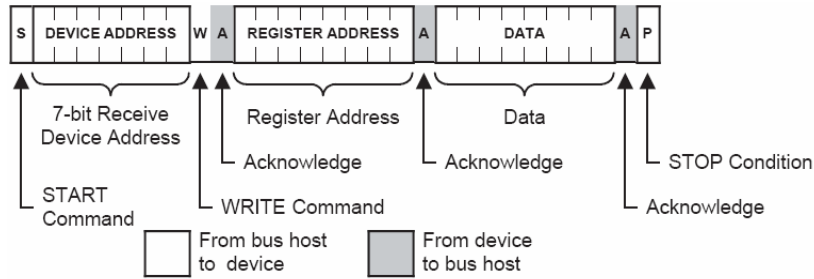 S DEVICE ADDRESS W A REGISTER ADDRESS A DATA A P
7-bit Receive
Device Address
Register Address
Data
Acknowledge
Acknowledge
STOP Condition
START
Command
WRITE Command
Acknowledge
From bus host
to device
From device
to bus host